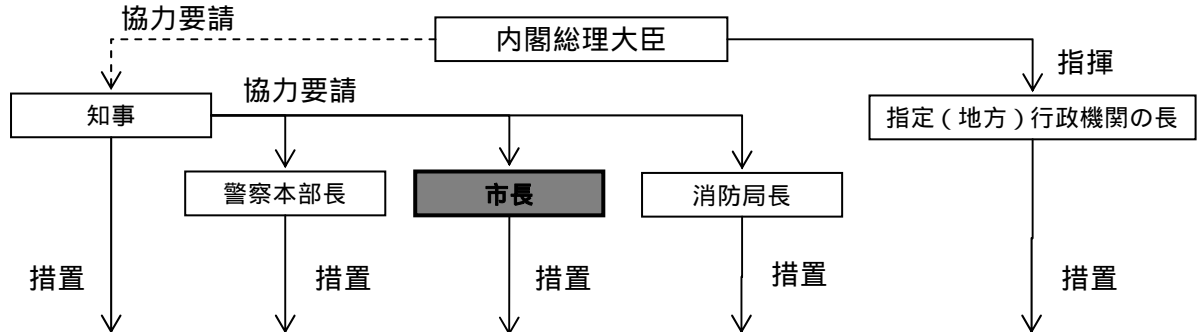 協力要請
内閣総理大臣
指揮
知事
協力要請
指定（地方）行政機関の長
警察本部長
市長
消防局長
措置
措置
措置
措置
措置